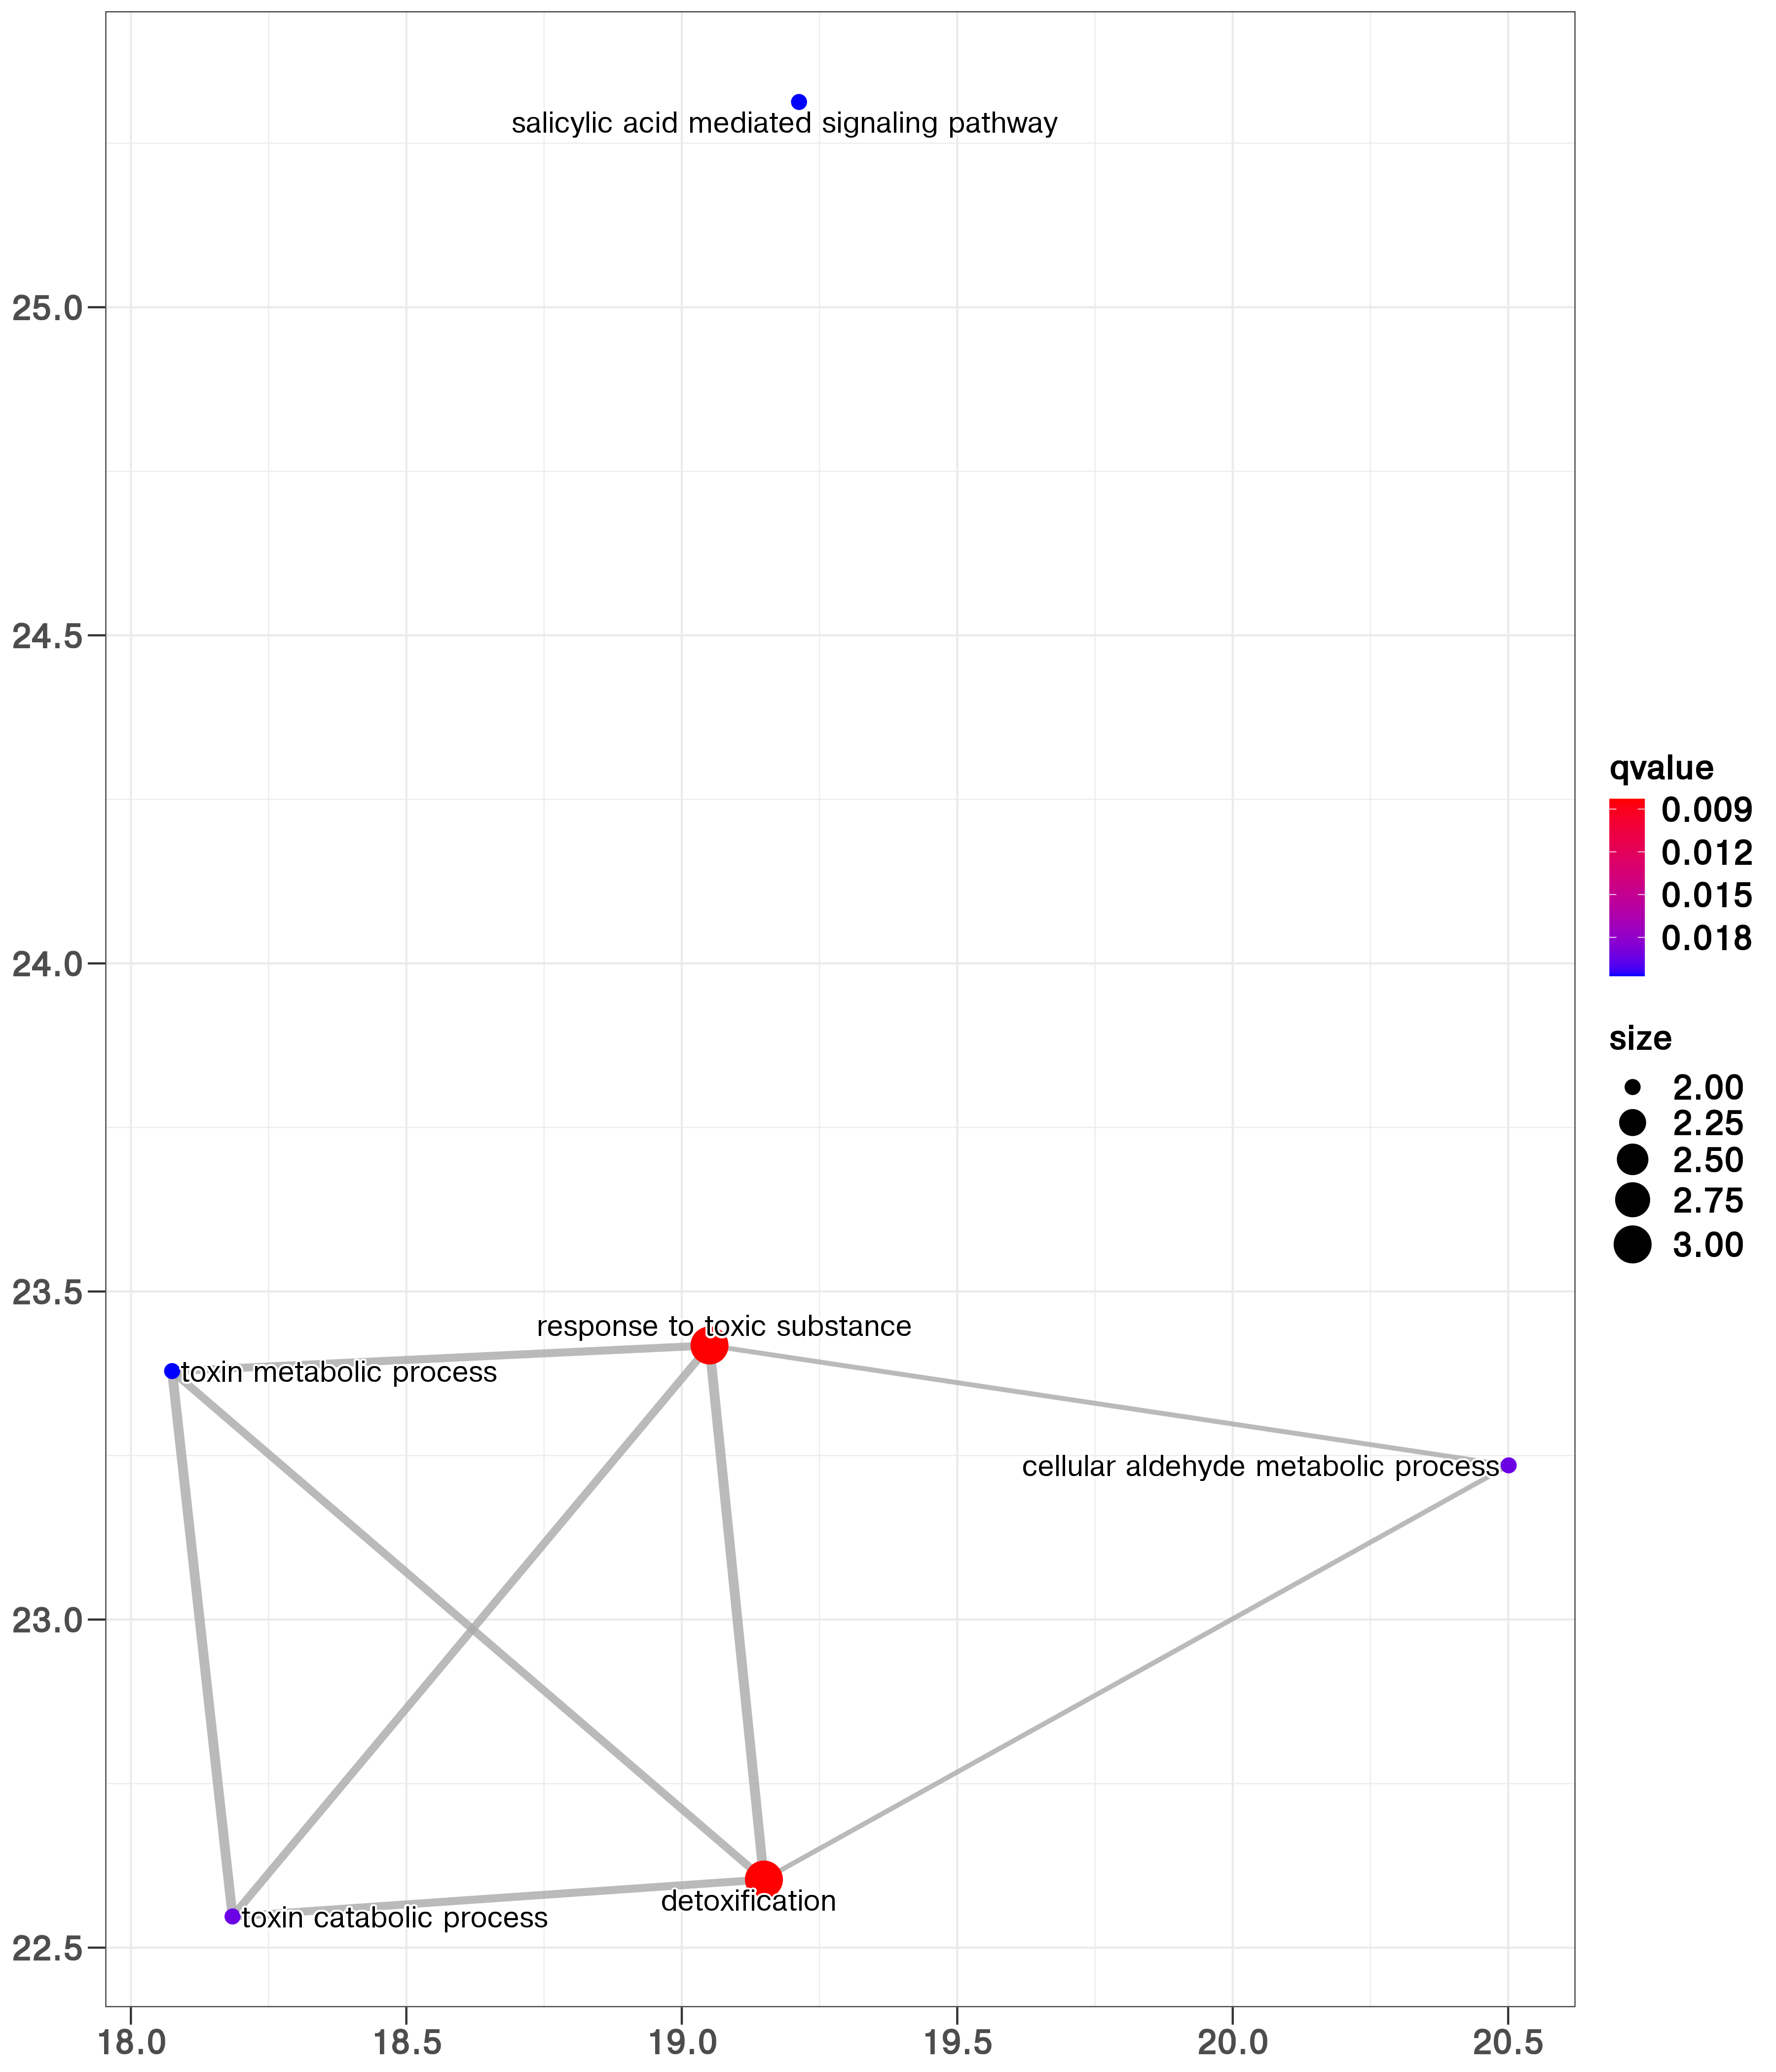 salicylic acid mediated signaling pathway
25.0
24.5
24.0
23.5
23.0
22.5
response to toxic substance
toxin metabolic process
cellular aldehyde metabolic process
detoxification
toxin catabolic process
18.0
18.5
19.0
19.5
20.0
20.5
qvalue
0.009
0.012
0.015
0.018
size
2.00
2.25
2.50
2.75
3.00